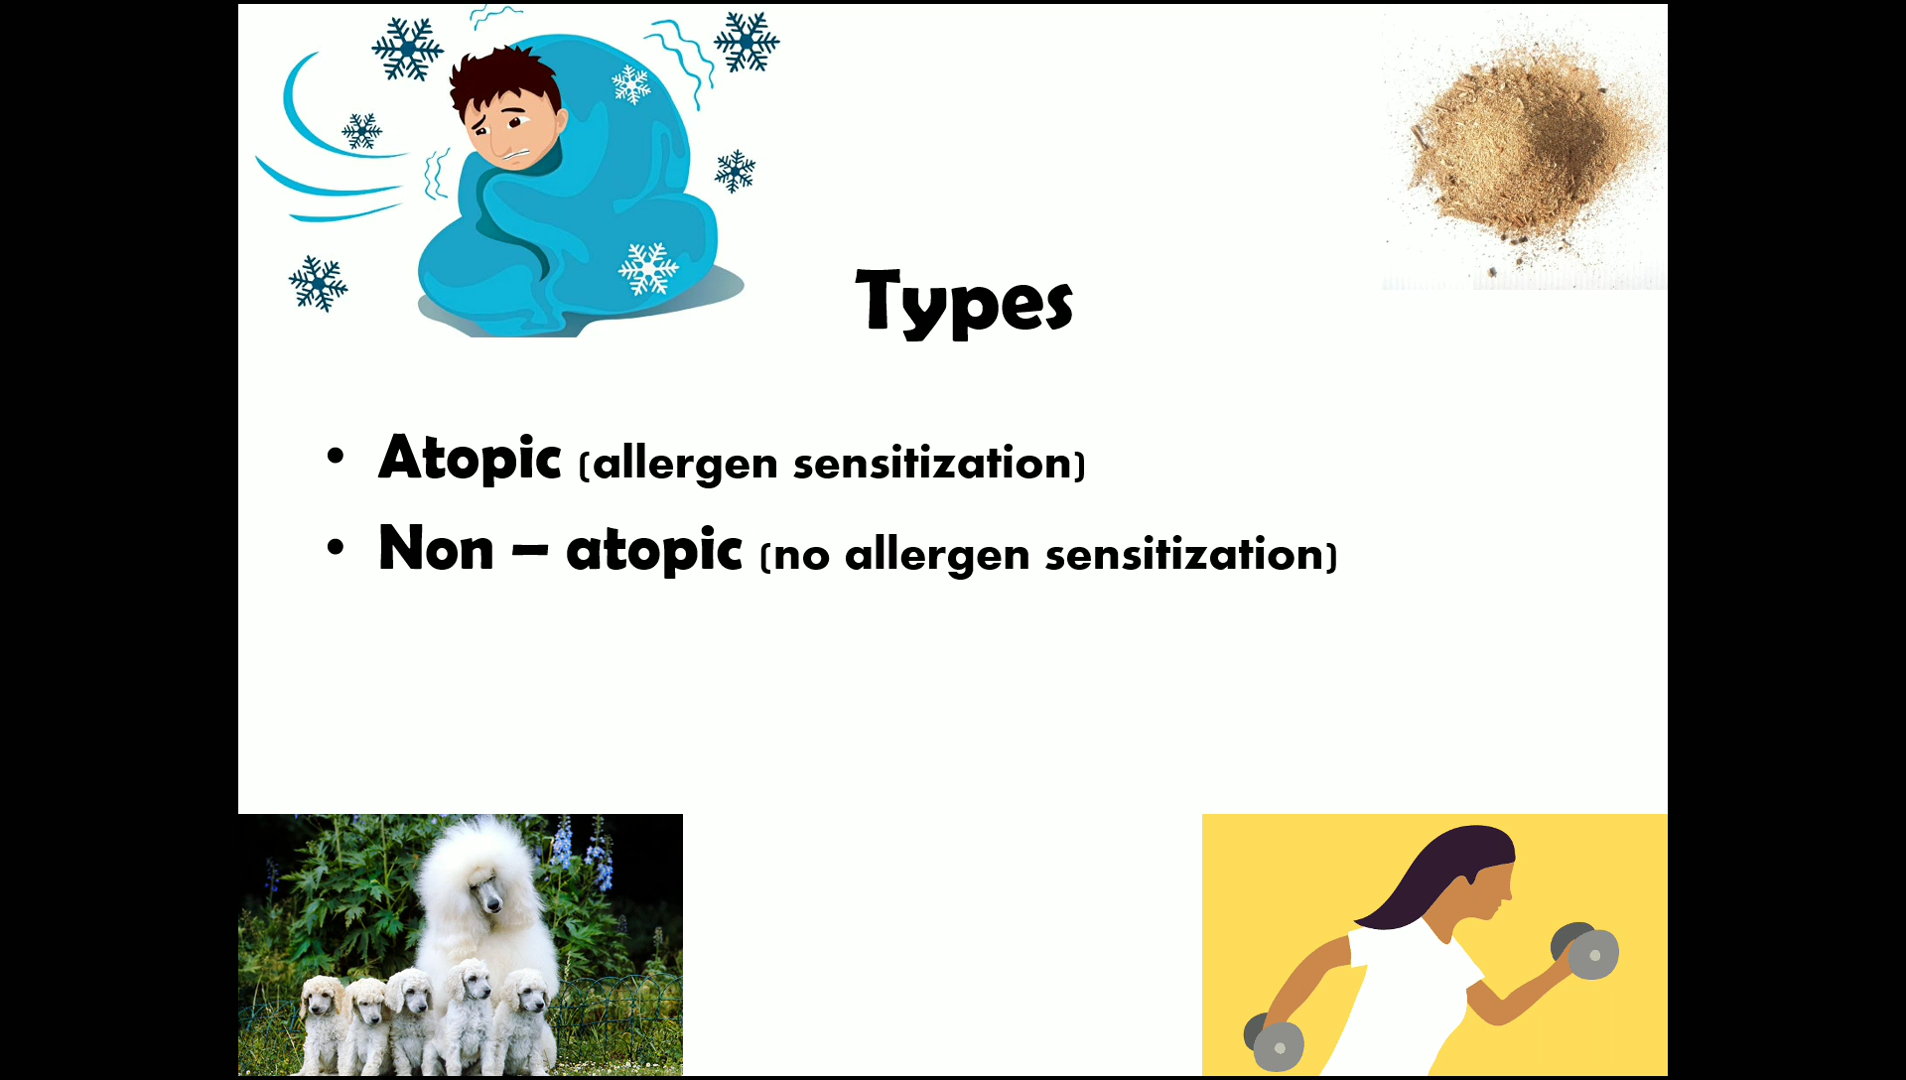 Types
• Atopic (allergen sensitization)
• Non – atopic (no allergen sensitization)